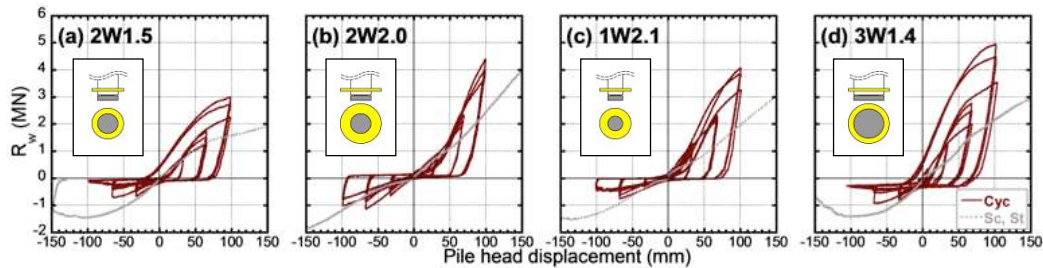 (a) 2W1.5
(b) 2W2.0
(c) 1W2.1
(d) 3W1.4
R_w (MN)
6
5
4
3
2
1
0
-1
-2
Cyc
Sc, St
-150 -100 -50 0 50 100 150
-150 -100 -50 0 50 100 150
-150 -100 -50 0 50 100 150
-150 -100 -50 0 50 100 150
Pile head displacement (mm)